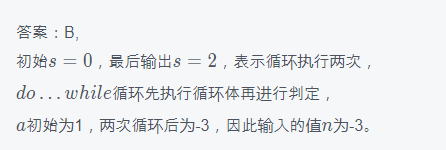 答案：B,
初始s = 0，最后输出s = 2，表示循环执行两次，
do...while循环先执行循环体再进行判定，
a初始为1，两次循环后为-3，因此输入的值n为-3。